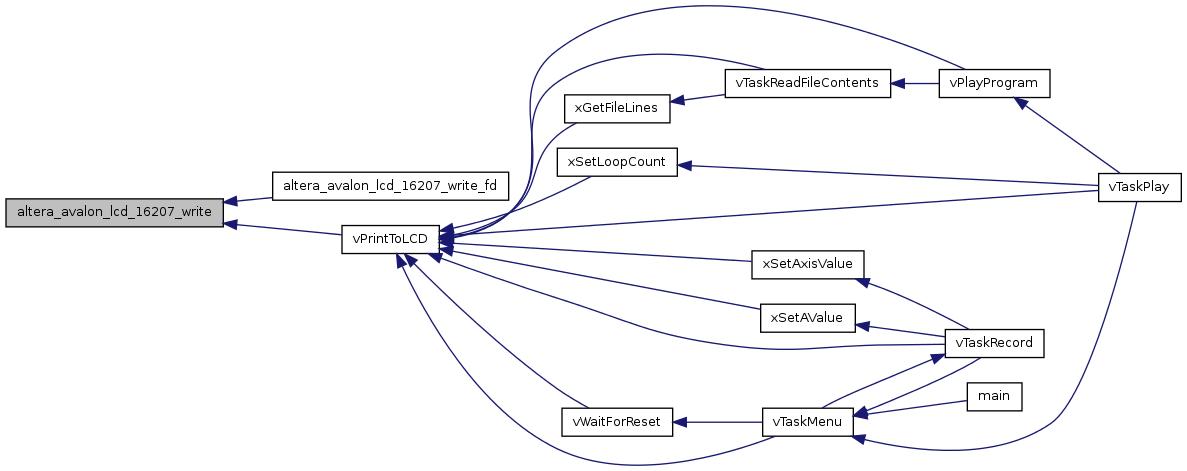 vTaskReadFileContents
vPlayProgram
xGetFileLines
xSetLoopCount
altera_avalon_lcd_16207_write_fd
vTaskPlay
altera_avalon_lcd_16207_write
vPrintToLCD
xSetAxisValue
xSetAValue
vTaskRecord
main
vWaitForReset
vTaskMenu